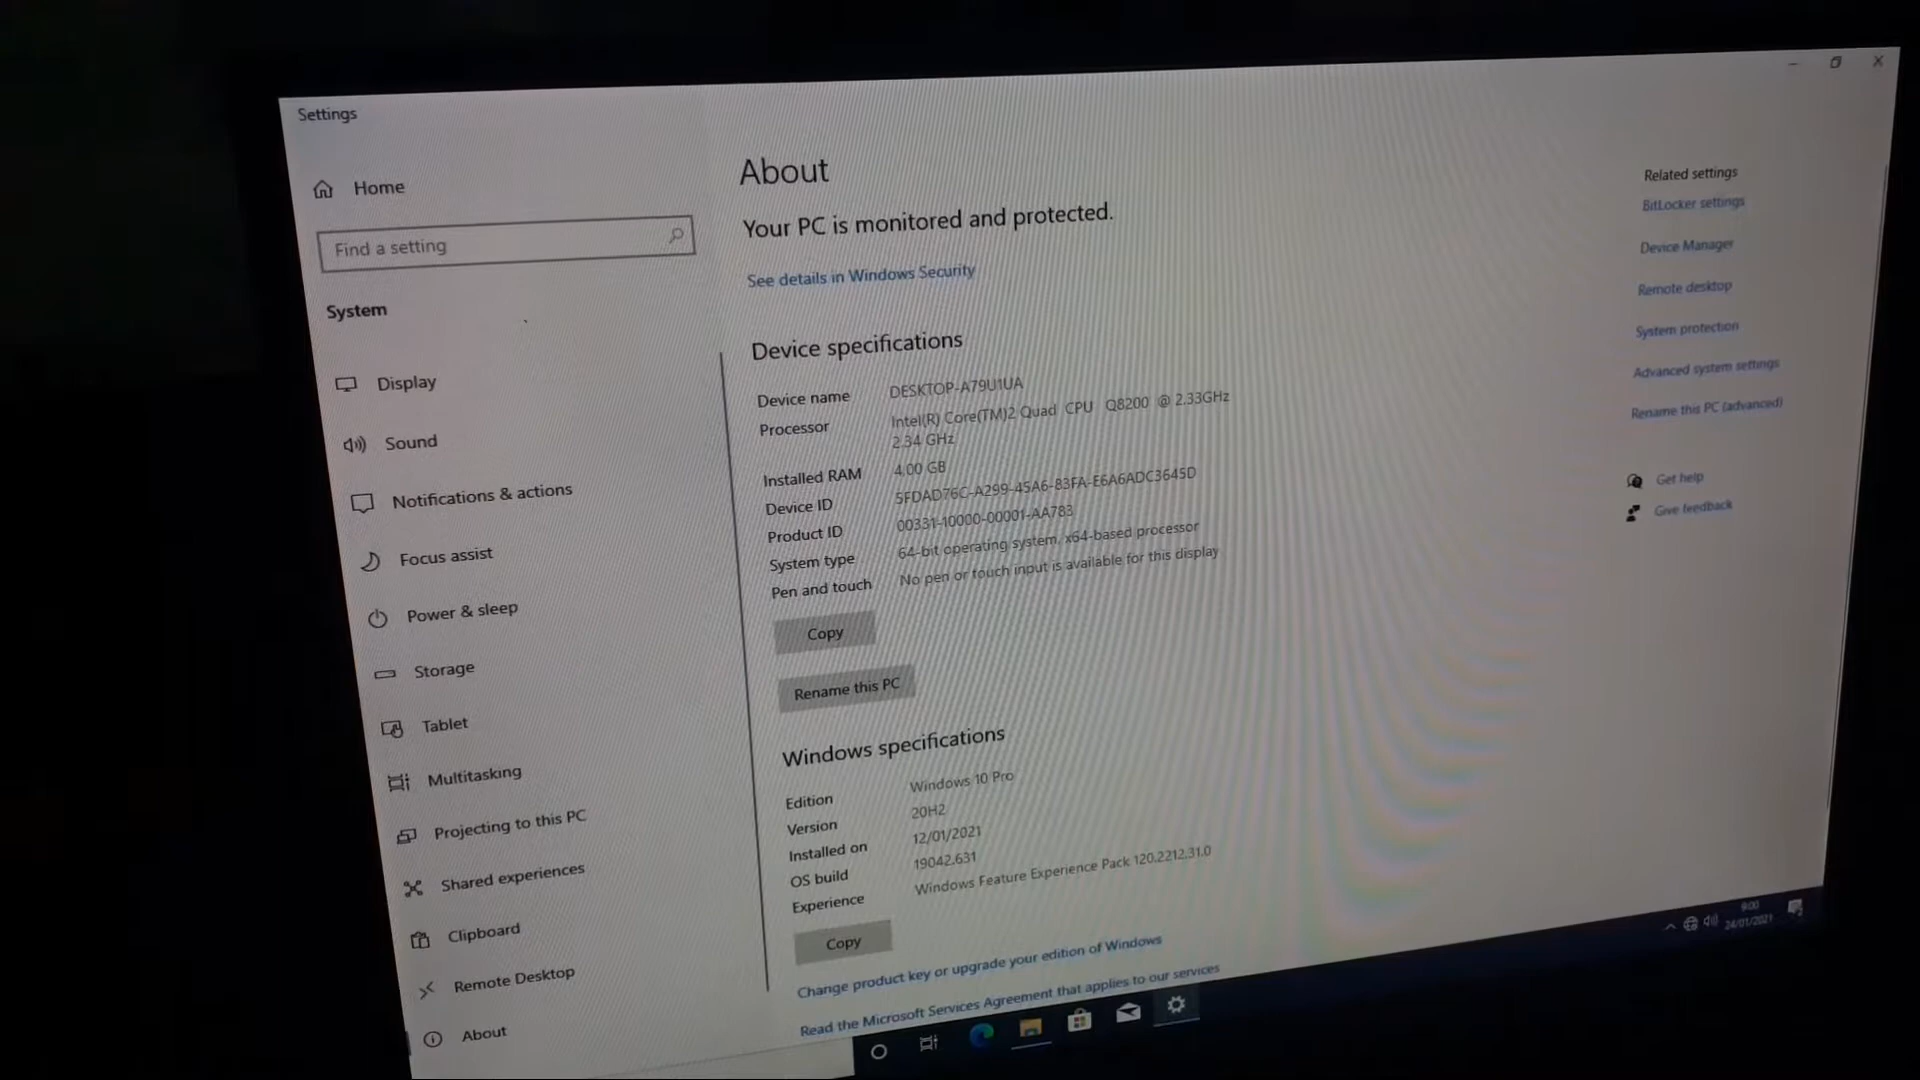 Settings
Home
Find a setting
System
Display
Sound
Notifications & actions
Focus assist
Power & sleep
Storage
Tablet
Multitasking
Projecting to this PC
Shared experiences
Clipboard
Remote Desktop
About
About
Your PC is monitored and protected.
See details in Windows Security
Device specifications
Device name DESKTOP-A79U1UA
Processor Intel(R) Core(TM)2 Quad CPU Q8200 @ 2.33GHz
2.34 GHz
Installed RAM 4.00 GB
Device ID 5FDAD76C-A299-45A6-83FA-E6A6ADC3645D
Product ID 00331-10000-00001-AA783
System type 64-bit operating system, x64-based processor
Pen and touch No pen or touch input is available for this display
Copy
Rename this PC
Windows specifications
Edition Windows 10 Pro
Version 20H2
Installed on 12/01/2021
OS build 19042.631
Experience Windows Feature Experience Pack 120.2212.31.0
Copy
Change product key or upgrade your edition of Windows
Read the Microsoft Services Agreement that applies to our services
Related settings
BitLocker settings
Device Manager
Remote desktop
System protection
Advanced system settings
Rename this PC (advanced)
Get help
Give feedback
9:00
24/01/2021